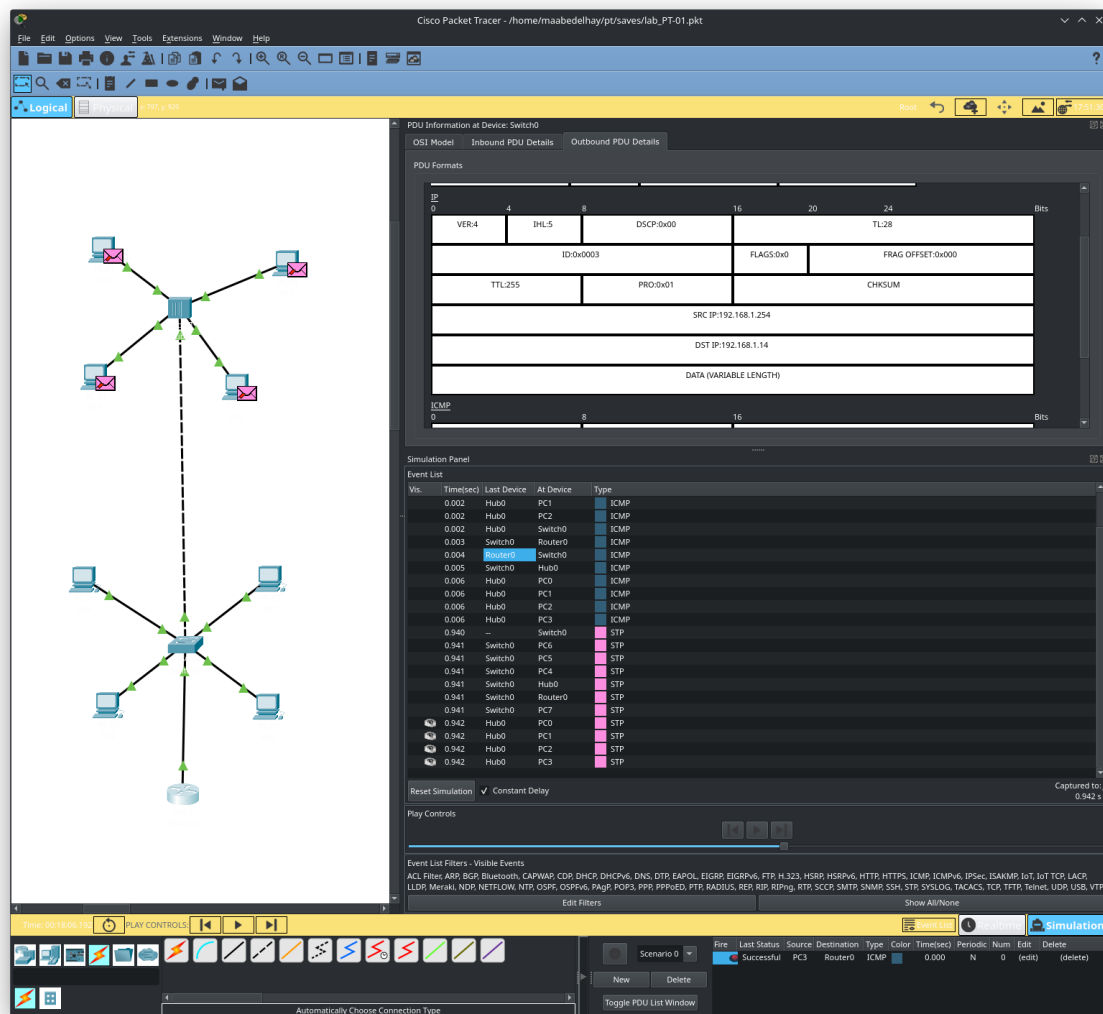 Cisco Packet Tracer - /home/maabedelhay/pt/saves/lab_PT-01.pkt
File Edit Options View Tools Extensions Window Help
Logical Physical Root
PDU Information at Device: Switch0
OSI Model Inbound PDU Details Outbound PDU Details
PDU Formats
IP
0 4 8 16 20 24 Bits
VER:4 IHL:5 DSCP:0x00 TL:28
ID:0x0003 FLAGS:0x0 FRAG OFFSET:0x000
TTL:255 PRO:0x01 CHKSUM
SRC IP:192.168.1.254
DST IP:192.168.1.14
DATA (VARIABLE LENGTH)
ICMP
0 8 16 Bits
Simulation Panel
Event List
Vis. Time(sec) Last Device At Device Type
0.002 Hub0 PC1 ICMP
0.002 Hub0 PC2 ICMP
0.002 Hub0 Switch0 ICMP
0.003 Switch0 Router0 ICMP
0.004 Router0 Switch0 ICMP
0.005 Switch0 Hub0 ICMP
0.006 Hub0 PC0 ICMP
0.006 Hub0 PC1 ICMP
0.006 Hub0 PC2 ICMP
0.006 Hub0 PC3 ICMP
0.940 -- Switch0 STP
0.941 Switch0 PC6 STP
0.941 Switch0 PC5 STP
0.941 Switch0 PC4 STP
0.941 Switch0 Hub0 STP
0.941 Switch0 Router0 STP
0.941 Switch0 PC7 STP
0.942 Hub0 PC0 STP
0.942 Hub0 PC1 STP
0.942 Hub0 PC2 STP
0.942 Hub0 PC3 STP
Reset Simulation Constant Delay Captured to:
0.942 s
Play Controls
Event List Filters - Visible Events
ACL Filter, ARP, BGP, Bluetooth, CAPWAP, CDP, DHCP, DHCPv6, DNS, DTP, EAPOL, EIGRP, EIGRPv6, FTP, H.323, HSRP, HSRPv6, HTTP, HTTPS, ICMP, ICMPv6, IPSec, ISAKMP, IoT, IoT TCP, LACP,
LLDP, Meraki, NDP, NETFLOW, NTP, OSPF, OSPFv6, PAgP, POP3, PPP, PPPoED, PTP, RADIUS, REP, RIP, RIPng, RTP, SCCP, SMTP, SNMP, SSH, STP, SYSLOG, TACACS, TCP, TFTP, Telnet, UDP, USB, VTP
Edit Filters Show All/None
PLAY CONTROLS: Event List Realtime Simulation
Scenario 0
New Delete
Toggle PDU List Window
Fire Last Status Source Destination Type Color Time(sec) Periodic Num Edit Delete
Successful PC3 Router0 ICMP 0.000 N 0 (edit) (delete)
Automatically Choose Connection Type